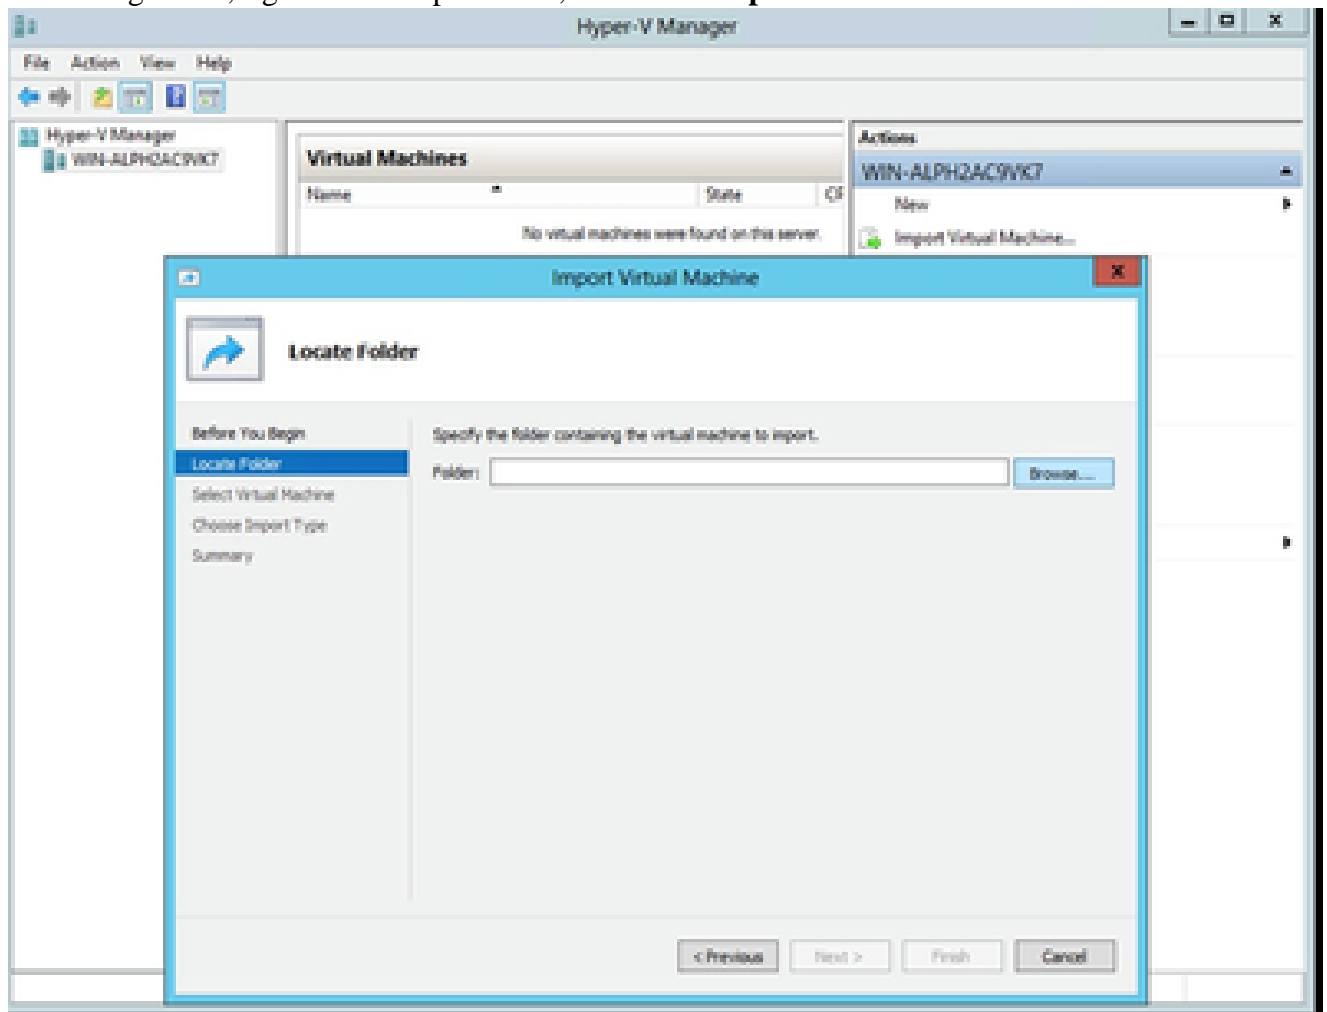 Hyper-V Manager
File Action View Help
Hyper-V Manager
WIN-ALPH2AC9VK7
Virtual Machines
Name State
No virtual machines were found on this server.
Actions
WIN-ALPH2AC9VK7
New
Import Virtual Machine...
Import Virtual Machine
Locate Folder
Before You Begin
Locate Folder
Select Virtual Machine
Choose Import Type
Summary
Specify the folder containing the virtual machine to import.
Folder:
Browse...
< Previous
Next >
Finish
Cancel